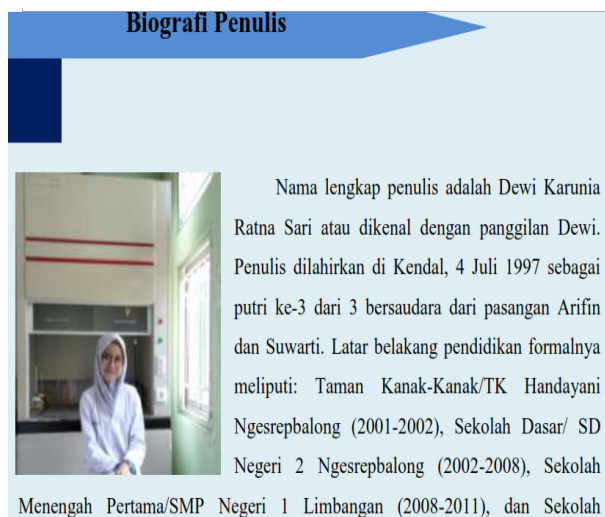 Biografi Penulis
Nama lengkap penulis adalah Dewi Karunia
Ratna Sari atau dikenal dengan panggilan Dewi.
Penulis dilahirkan di Kendal, 4 Juli 1997 sebagai
putri ke-3 dari 3 bersaudara dari pasangan Arifin
dan Suwarti. Latar belakang pendidikan formalnya
meliputi: Taman Kanak-Kanak/TK Handayani
Ngesrepbalong (2001-2002), Sekolah Dasar/ SD
Negeri 2 Ngesrepbalong (2002-2008), Sekolah
Menengah Pertama/SMP Negeri 1 Limbangan (2008-2011), dan Sekolah